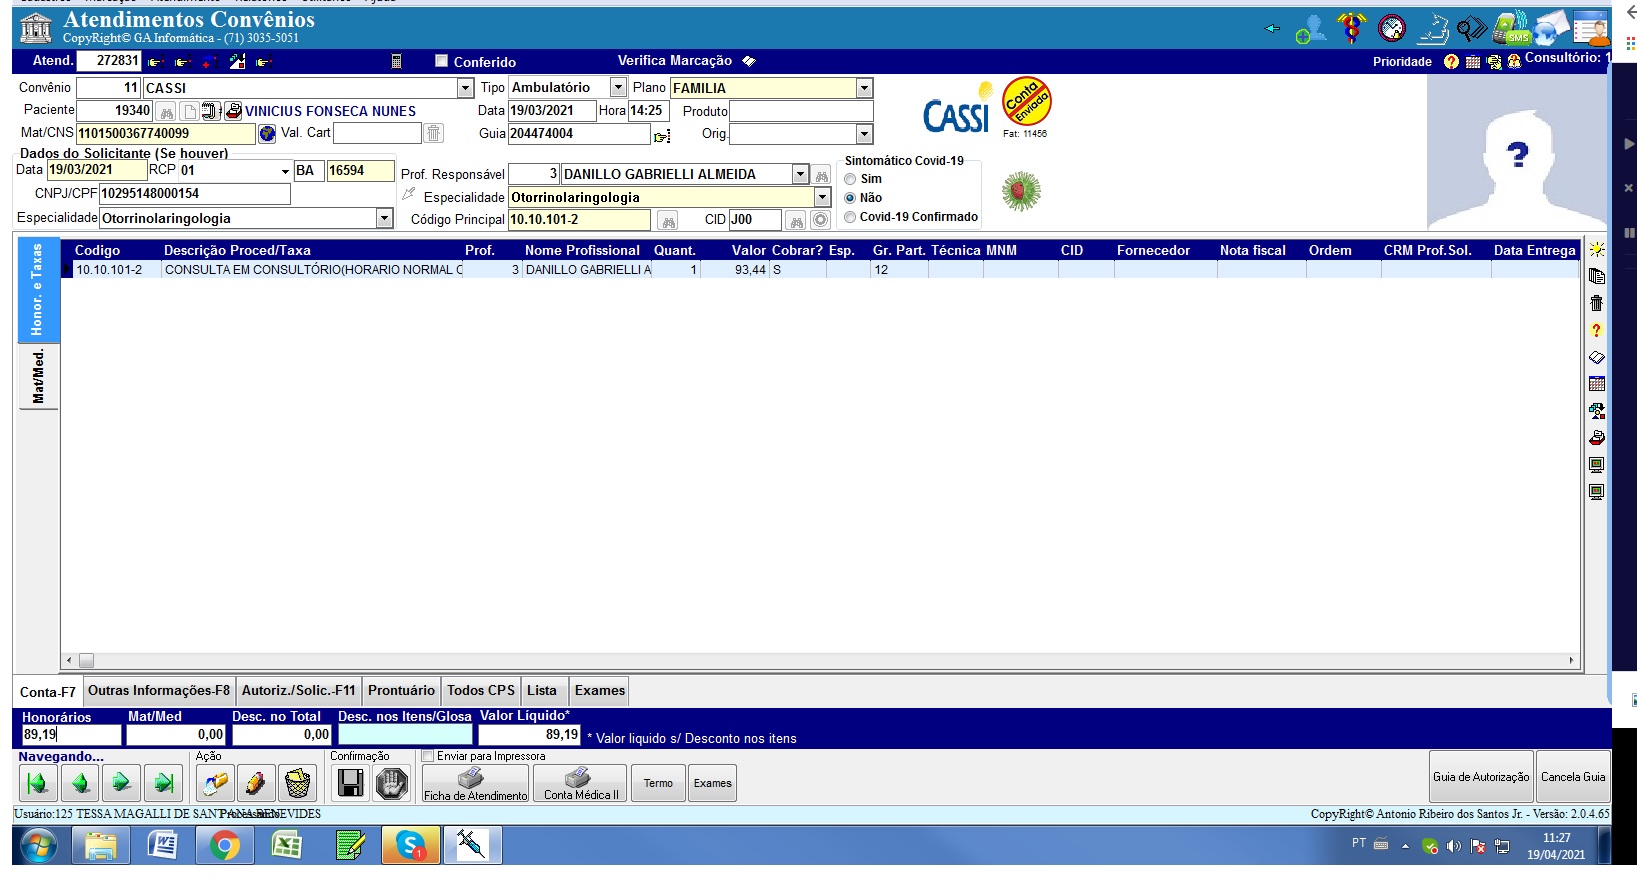 Atendimentos Convênios
CopyRight© GA Informática - (71) 3035-5051
SMS
Atend. 272831 Conferido Verifica Marcação Prioridade Consultório: 1
Convênio 11 CASSI Tipo Ambulatório Plano FAMILIA
Paciente 19340 VINICIUS FONSECA NUNES Data 19/03/2021 Hora 14:25 Produto
Mat/CNS 1101500367740099 Val. Cart Guia 204474004 Orig.
CASSI
Conta Enviada
Fat: 11456
Dados do Solicitante (Se houver)
Data 19/03/2021 RCP 01 BA 16594
CNPJ/CPF 10295148000154
Especialidade Otorrinolaringologia
Prof. Responsável 3 DANILLO GABRIELLI ALMEIDA
Especialidade Otorrinolaringologia
Código Principal 10.10.101-2 CID J00
Sintomático Covid-19
Sim
Não
Covid-19 Confirmado
?
Honor. e Taxas
Mat/Med.
Codigo Descrição Proced/Taxa Prof. Nome Profissional Quant. Valor Cobrar? Esp. Gr. Part. Técnica MNM CID Fornecedor Nota fiscal Ordem CRM Prof.Sol. Data Entrega
10.10.101-2 CONSULTA EM CONSULTÓRIO(HORARIO NORMAL C 3 DANILLO GABRIELLI A 1 93,44 S 12
Conta-F7 Outras Informações-F8 Autoriz./Solic.-F11 Prontuário Todos CPS Lista Exames
Honorários Mat/Med Desc. no Total Desc. nos Itens/Glosa Valor Líquido*
89,19 0,00 0,00 89,19 * Valor liquido s/ Desconto nos itens
Navegando... Ação Confirmação Enviar para Impressora
Ficha de Atendimento Conta Médica II Termo Exames Guia de Autorização Cancela Guia
Usuário:125 TESSA MAGALLI DE SANTANA BENEVIDES CopyRight© Antonio Ribeiro dos Santos Jr. - Versão: 2.0.4.65
PT 11:27
19/04/2021